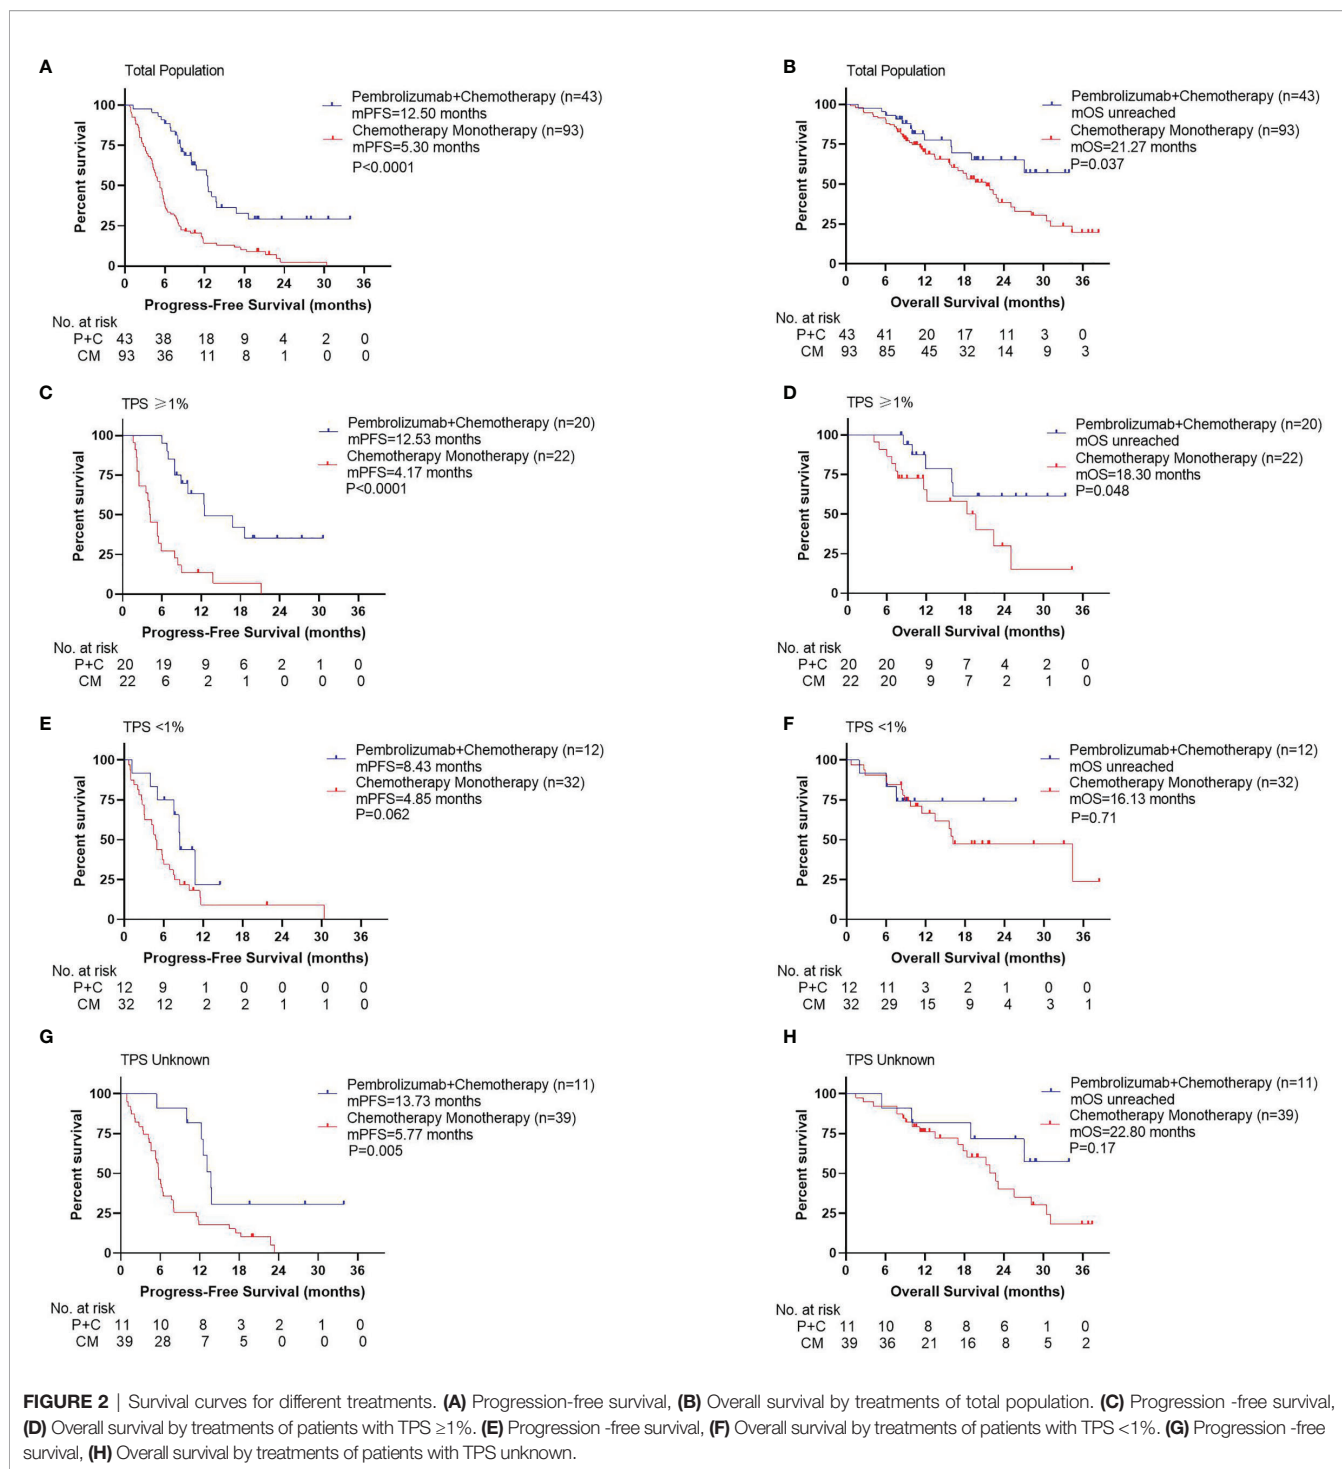 A
Total Population
Pembrolizumab+Chemotherapy (n=43)
mPFS=12.50 months
Chemotherapy Monotherapy (n=93)
mPFS=5.30 months
P<0.0001
Percent survival
100
75
50
25
0
0 6 12 18 24 30 36
Progress-Free Survival (months)
No. at risk
P+C 43 38 18 9 4 2 0
CM 93 36 11 8 1 0 0
B
Total Population
Pembrolizumab+Chemotherapy (n=43)
mOS unreached
Chemotherapy Monotherapy (n=93)
mOS=21.27 months
P=0.037
Percent survival
100
75
50
25
0
0 6 12 18 24 30 36
Overall Survival (months)
No. at risk
P+C 43 41 20 17 11 3 0
CM 93 85 45 32 14 9 3
C
TPS ≥1%
Pembrolizumab+Chemotherapy (n=20)
mPFS=12.53 months
Chemotherapy Monotherapy (n=22)
mPFS=4.17 months
P<0.0001
Percent survival
100
75
50
25
0
0 6 12 18 24 30 36
Progress-Free Survival (months)
No. at risk
P+C 20 19 9 6 2 1 0
CM 22 6 2 1 0 0 0
D
TPS ≥1%
Pembrolizumab+Chemotherapy (n=20)
mOS unreached
Chemotherapy Monotherapy (n=22)
mOS=18.30 months
P=0.048
Percent survival
100
75
50
25
0
0 6 12 18 24 30 36
Overall Survival (months)
No. at risk
P+C 20 20 9 7 4 2 0
CM 22 20 9 7 2 1 0
E
TPS <1%
Pembrolizumab+Chemotherapy (n=12)
mPFS=8.43 months
Chemotherapy Monotherapy (n=32)
mPFS=4.85 months
P=0.062
Percent survival
100
75
50
25
0
0 6 12 18 24 30 36
Progress-Free Survival (months)
No. at risk
P+C 12 9 1 0 0 0 0
CM 32 12 2 2 1 1 0
F
TPS <1%
Pembrolizumab+Chemotherapy (n=12)
mOS unreached
Chemotherapy Monotherapy (n=32)
mOS=16.13 months
P=0.71
Percent survival
100
75
50
25
0
0 6 12 18 24 30 36
Overall Survival (months)
No. at risk
P+C 12 11 3 2 1 0 0
CM 32 29 15 9 4 3 1
G
TPS Unknown
Pembrolizumab+Chemotherapy (n=11)
mPFS=13.73 months
Chemotherapy Monotherapy (n=39)
mPFS=5.77 months
P=0.005
Percent survival
100
75
50
25
0
0 6 12 18 24 30 36
Progress-Free Survival (months)
No. at risk
P+C 11 10 8 3 2 1 0
CM 39 28 7 5 0 0 0
H
TPS Unknown
Pembrolizumab+Chemotherapy (n=11)
mOS unreached
Chemotherapy Monotherapy (n=39)
mOS=22.80 months
P=0.17
Percent survival
100
75
50
25
0
0 6 12 18 24 30 36
Overall Survival (months)
No. at risk
P+C 11 10 8 8 6 1 0
CM 39 36 21 16 8 5 2
FIGURE 2 | Survival curves for different treatments. (A) Progression-free survival, (B) Overall survival by treatments of total population. (C) Progression -free survival,
(D) Overall survival by treatments of patients with TPS ≥1%. (E) Progression -free survival, (F) Overall survival by treatments of patients with TPS <1%. (G) Progression -free
survival, (H) Overall survival by treatments of patients with TPS unknown.